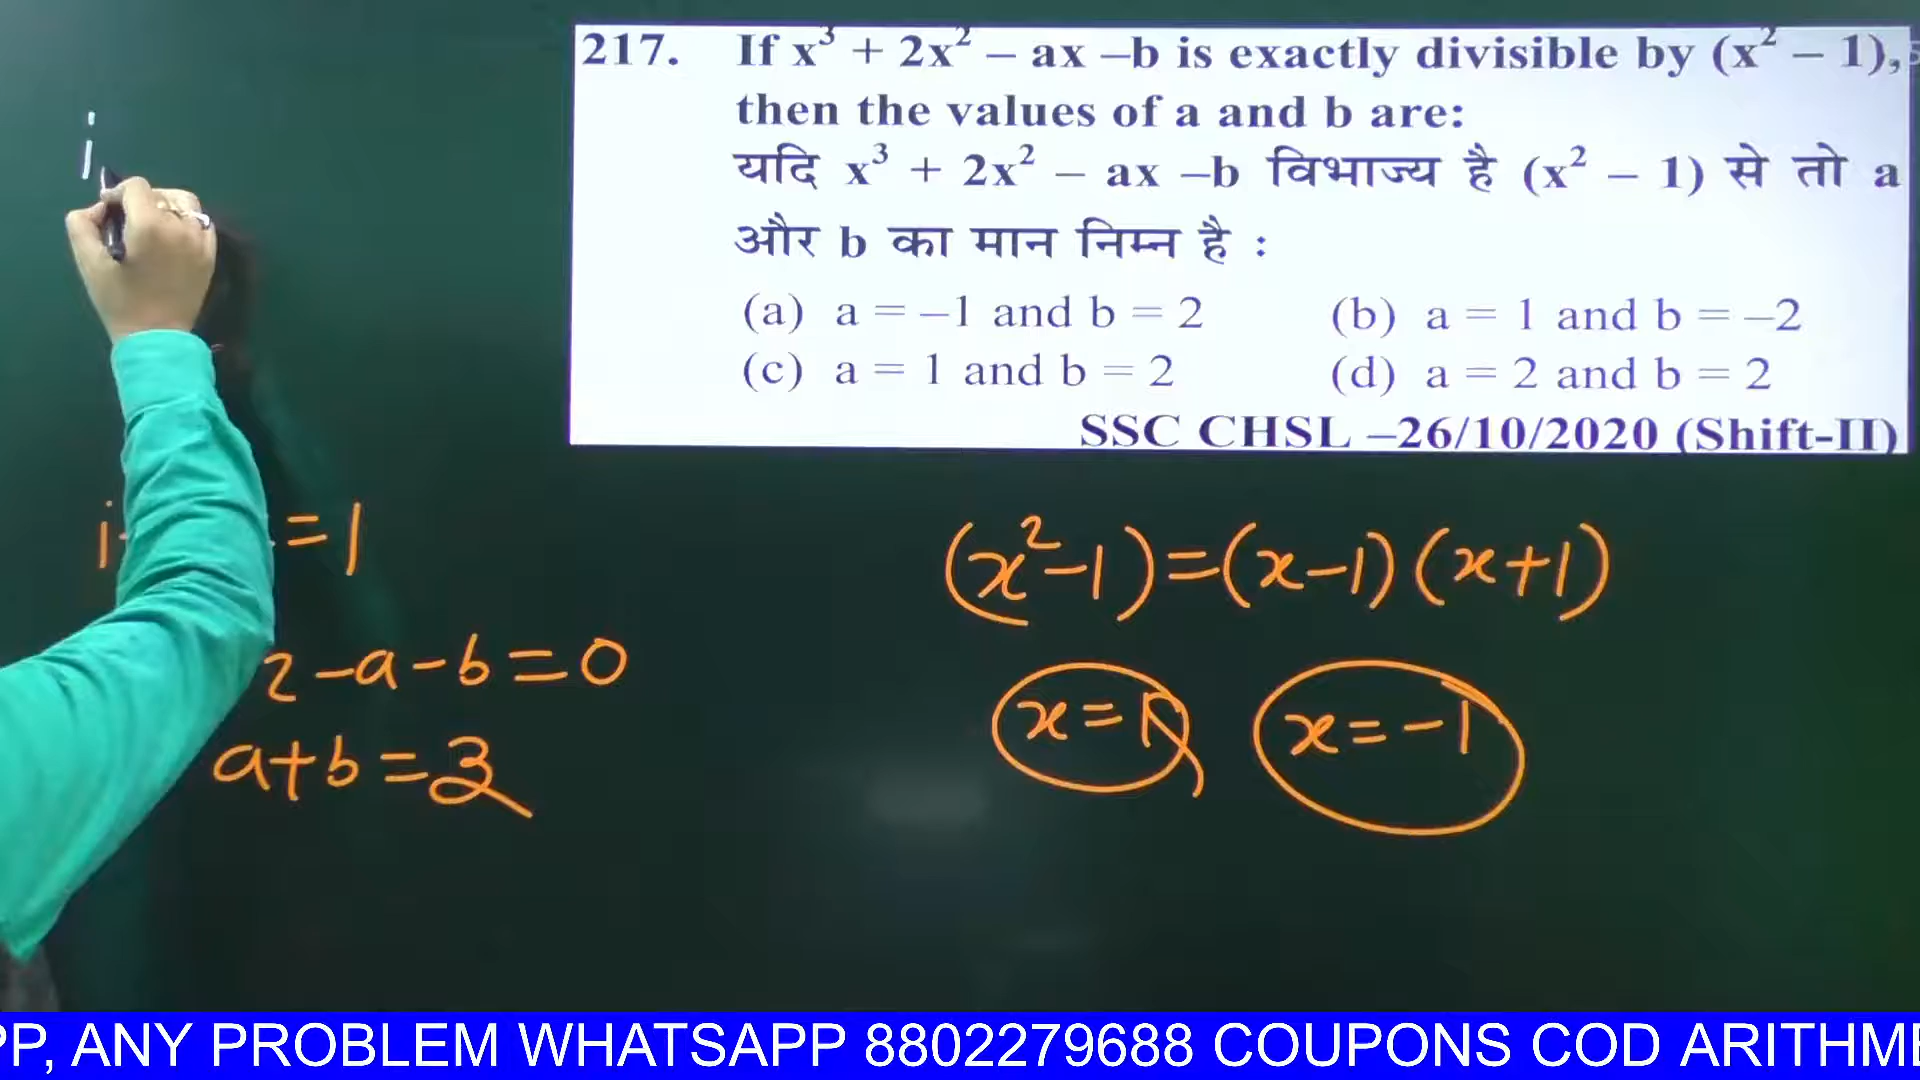 217. If x³ + 2x² – ax –b is exactly divisible by (x² – 1),
then the values of a and b are:
यदि x³ + 2x² – ax –b विभाज्य है (x² – 1) से तो a
और b का मान निम्न है :
(a) a = –1 and b = 2 (b) a = 1 and b = –2
(c) a = 1 and b = 2 (d) a = 2 and b = 2
SSC CHSL –26/10/2020 (Shift-II)
= 1
2-a-b=0
a+b=3
(x²-1)=(x-1)(x+1)
x=1 x=-1
PP, ANY PROBLEM WHATSAPP 8802279688 COUPONS COD ARITHME